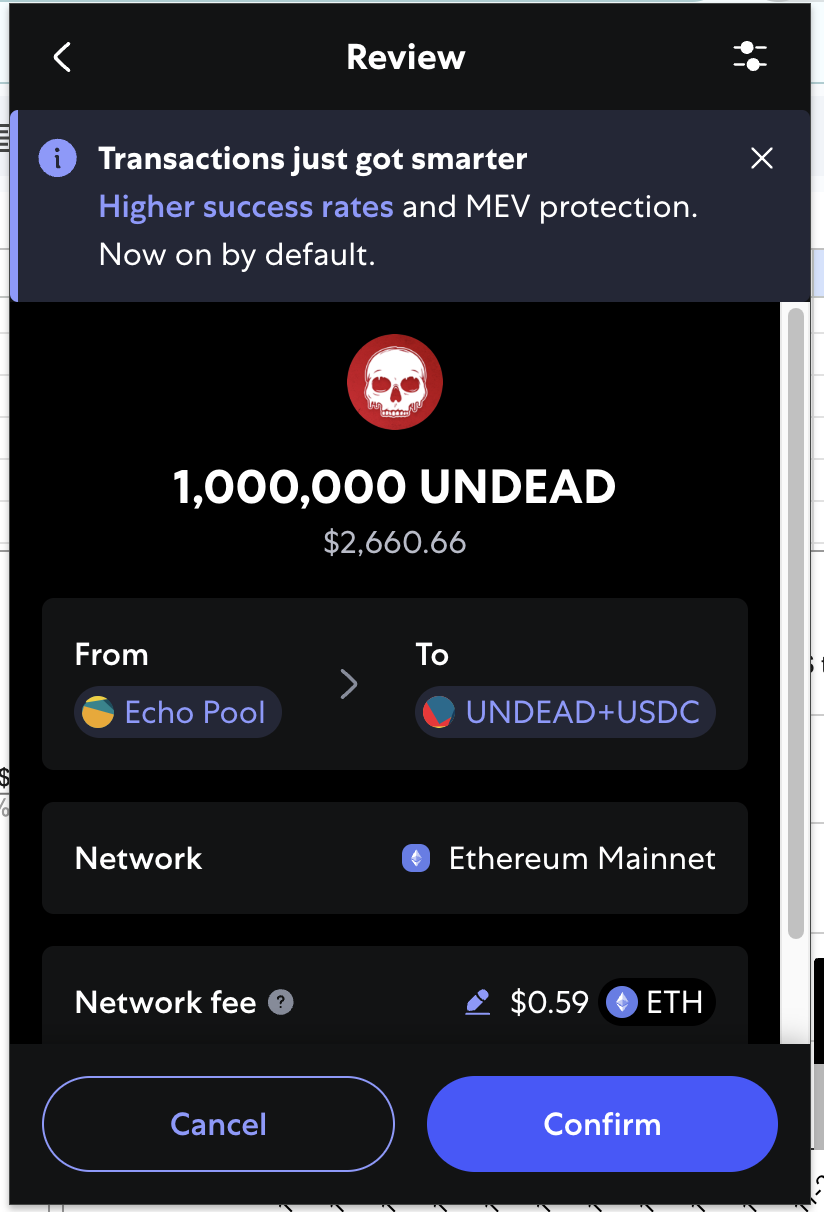 Review
Transactions just got smarter
Higher success rates and MEV protection.
Now on by default.
1,000,000 UNDEAD
$2,660.66
From
To
Echo Pool
UNDEAD+USDC
Network
Ethereum Mainnet
Network fee ?
$0.59 ETH
Cancel
Confirm